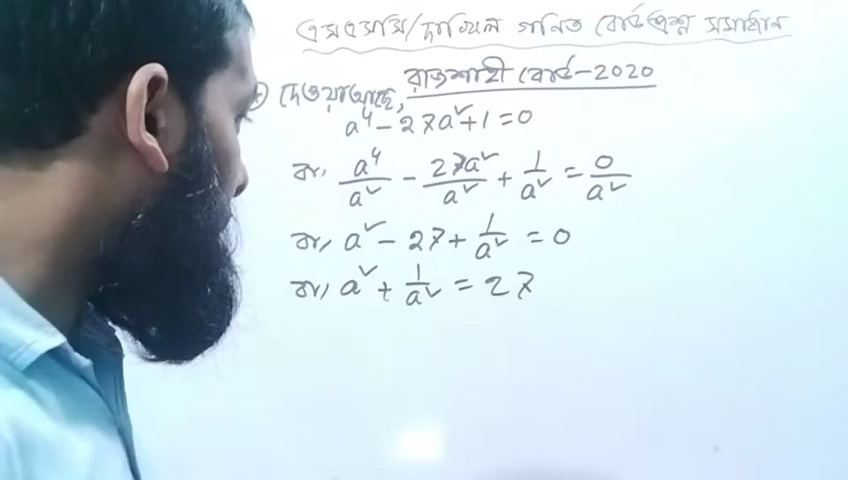 এসএসসি/দাখিল গনিত বোর্ডপ্রশ্ন সমাধান
রাজশাহী বোর্ড-2020
দেওয়া আছে,
a⁴ - 27a² + 1 = 0
বা, a⁴/a² - 27a²/a² + 1/a² = 0/a²
বা, a² - 27 + 1/a² = 0
বা, a² + 1/a² = 27